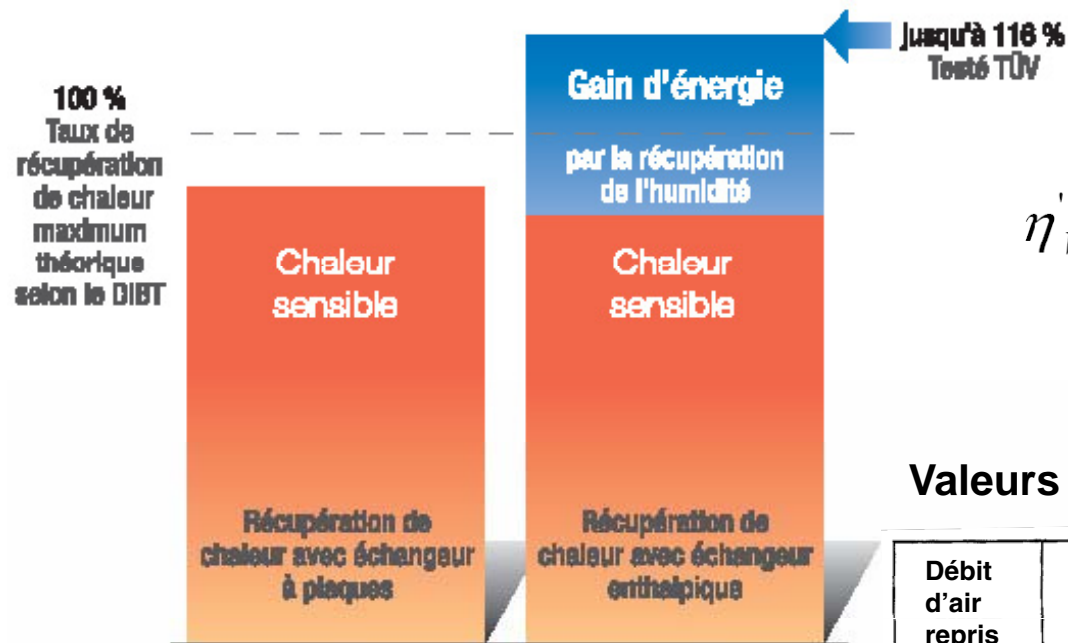 100 %
Taux de
récupération
de chaleur
maximum
théorique
selon le DIBT
Gain d'énergie
par la récupération
de l'humidité
Jusqu'à 116 %
Testé TÜV
Chaleur
sensible
Récupération de
chaleur avec échangeur
à plaques
Chaleur
sensible
Récupération de
chaleur avec échangeur
enthalpique
η'
Valeurs
Débit
d'air
repris